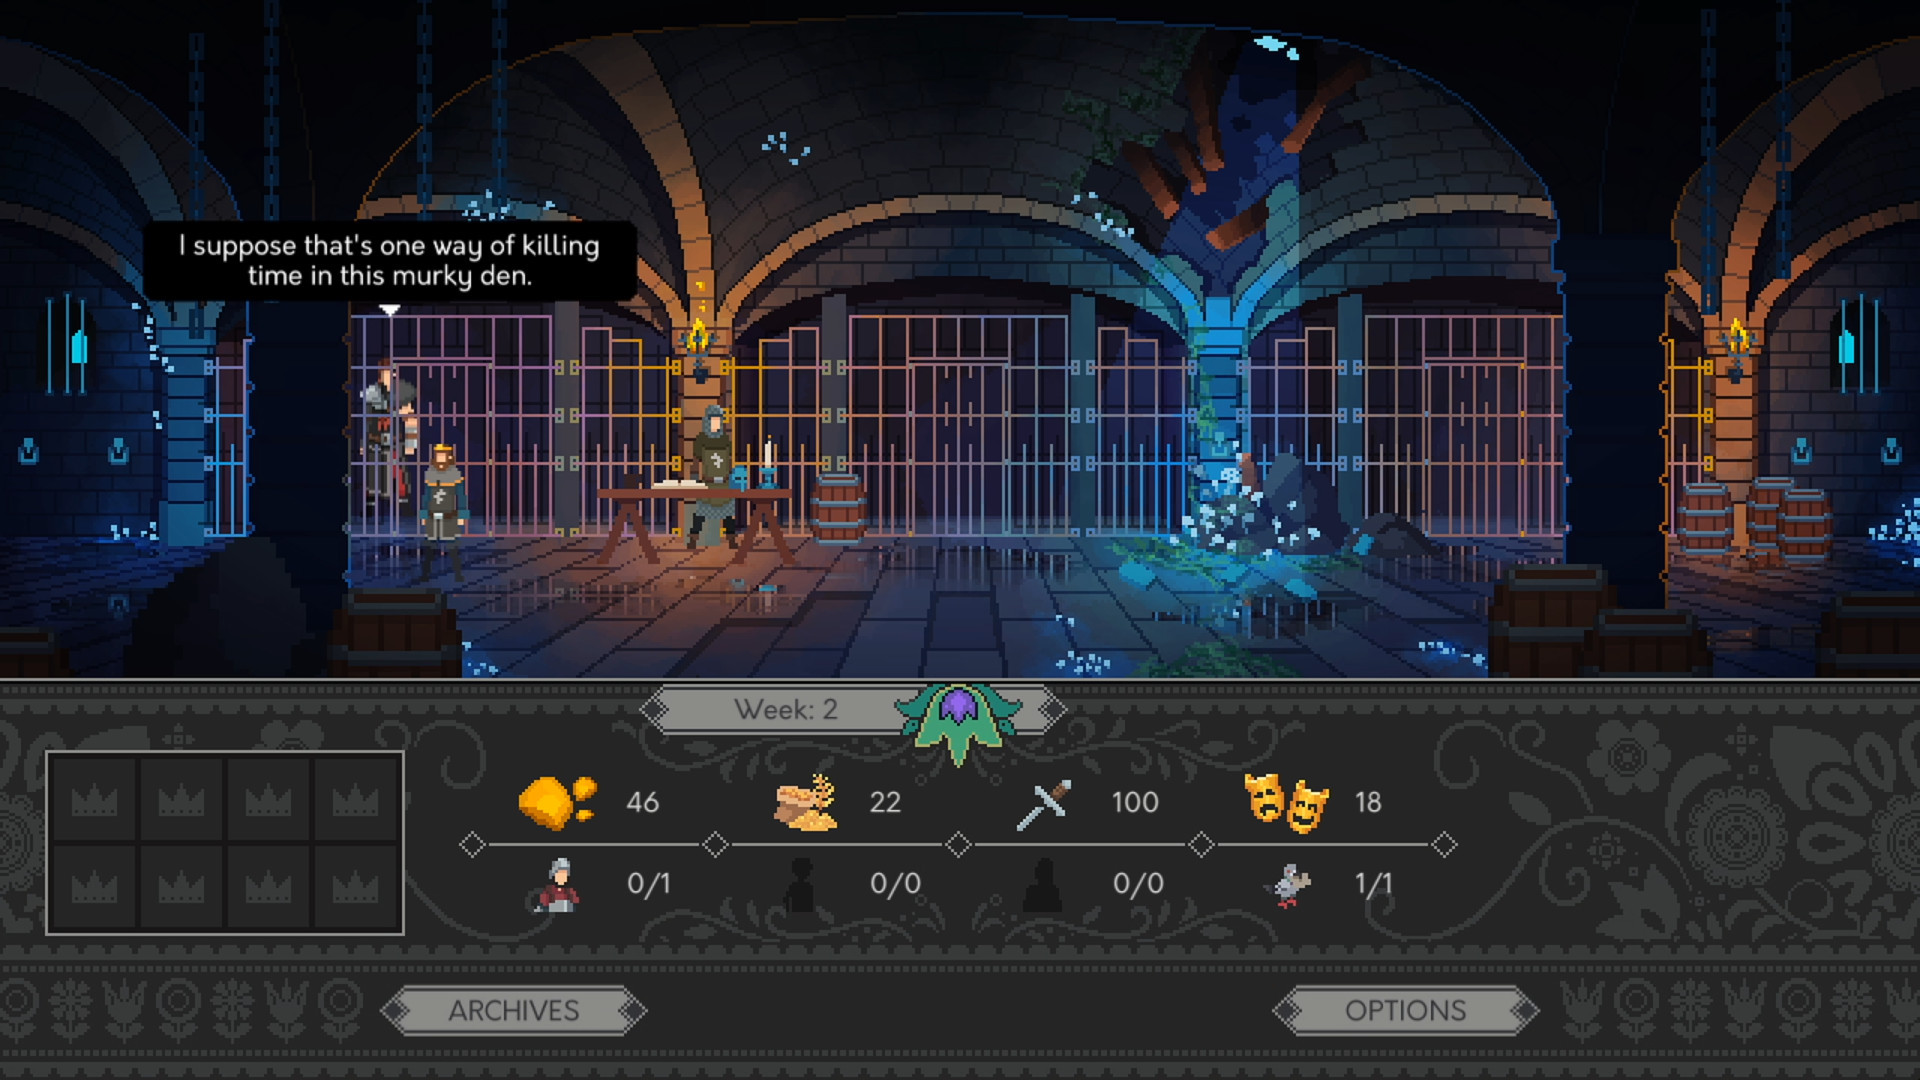 I suppose that's one way of killing
time in this murky den.
Week: 2
46
22
100
18
0/1
0/0
0/0
1/1
ARCHIVES
OPTIONS